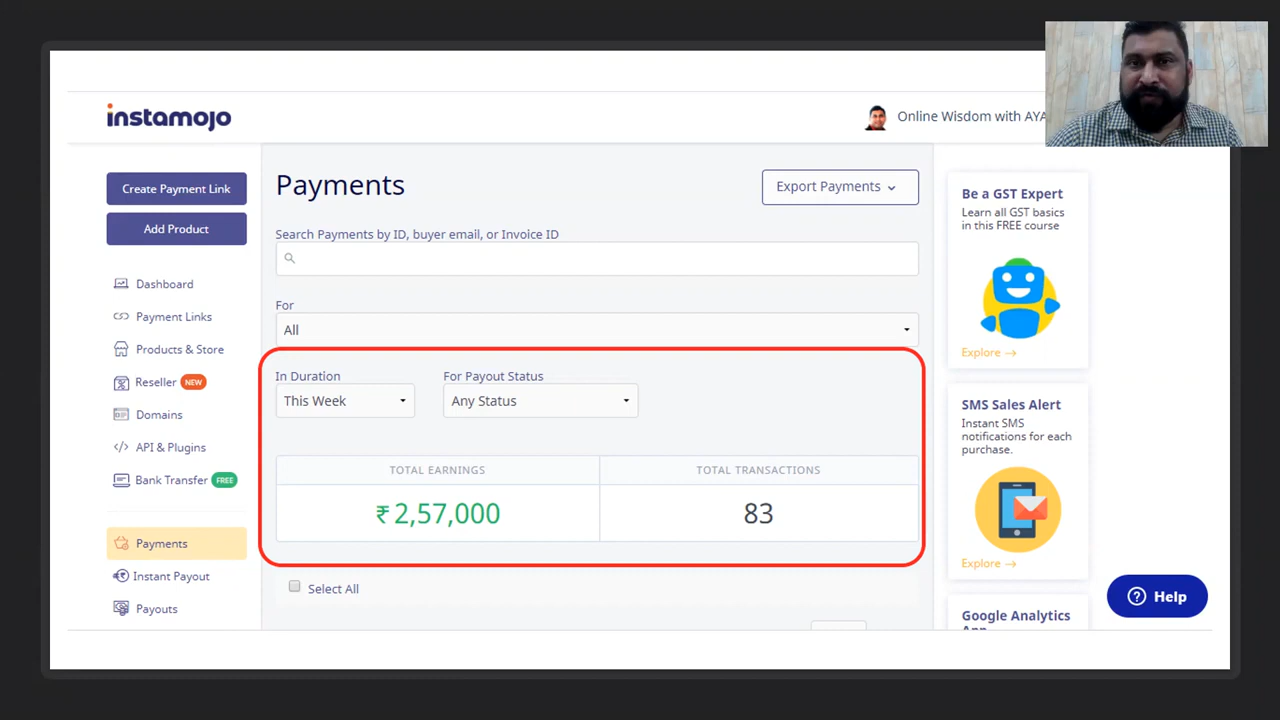 instamojo
Online Wisdom with AYA
Create Payment Link
Add Product
Dashboard
Payment Links
Products & Store
Reseller NEW
Domains
API & Plugins
Bank Transfer FREE
Payments
Instant Payout
Payouts
Payments
Export Payments
Search Payments by ID, buyer email, or Invoice ID
For
All
In Duration
For Payout Status
This Week
Any Status
TOTAL EARNINGS
TOTAL TRANSACTIONS
₹ 2,57,000
83
Select All
Be a GST Expert
Learn all GST basics
in this FREE course
Explore →
SMS Sales Alert
Instant SMS
notifications for each
purchase.
Explore →
Google Analytics
App
Help